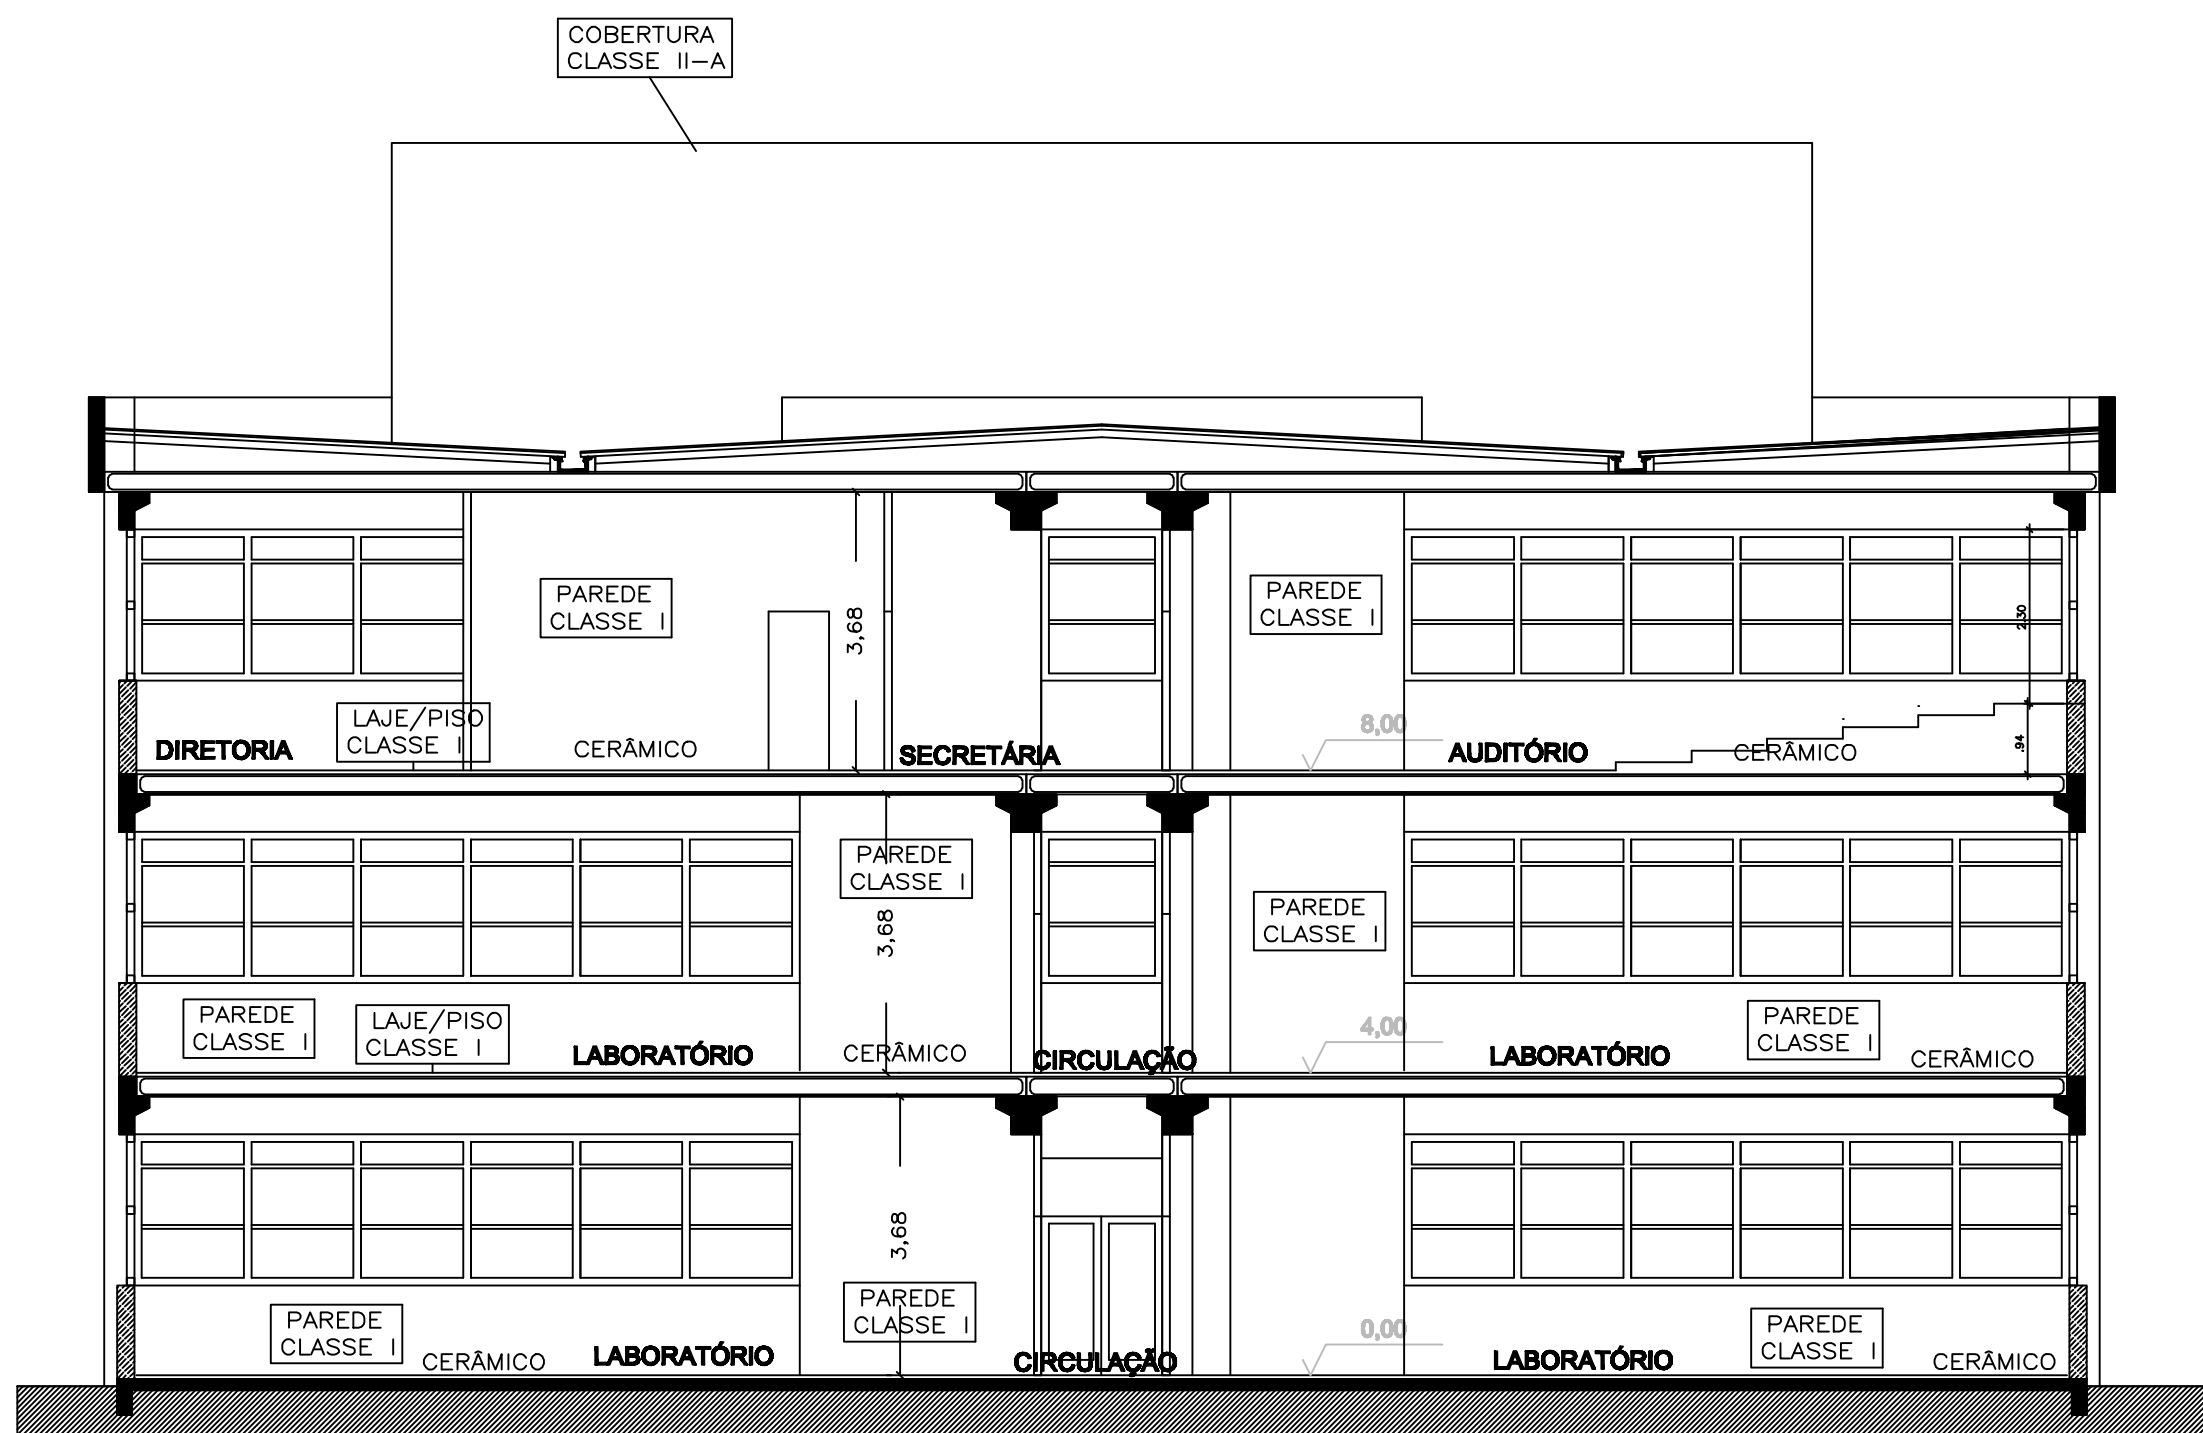 COBERTURA
CLASSE II-A
PAREDE
CLASSE I
3,68
PAREDE
CLASSE I
2.30
LAJE/PISO
CLASSE I
DIRETORIA
CERÂMICO
SECRETÁRIA
8,00
AUDITÓRIO
CERÂMICO
.94
PAREDE
CLASSE I
3,68
PAREDE
CLASSE I
PAREDE
CLASSE I
LAJE/PISO
CLASSE I
LABORATÓRIO
CERÂMICO
CIRCULAÇÃO
4,00
LABORATÓRIO
PAREDE
CLASSE I
CERÂMICO
3,68
PAREDE
CLASSE I
PAREDE
CLASSE I
CERÂMICO
LABORATÓRIO
CIRCULAÇÃO
0,00
LABORATÓRIO
PAREDE
CLASSE I
CERÂMICO